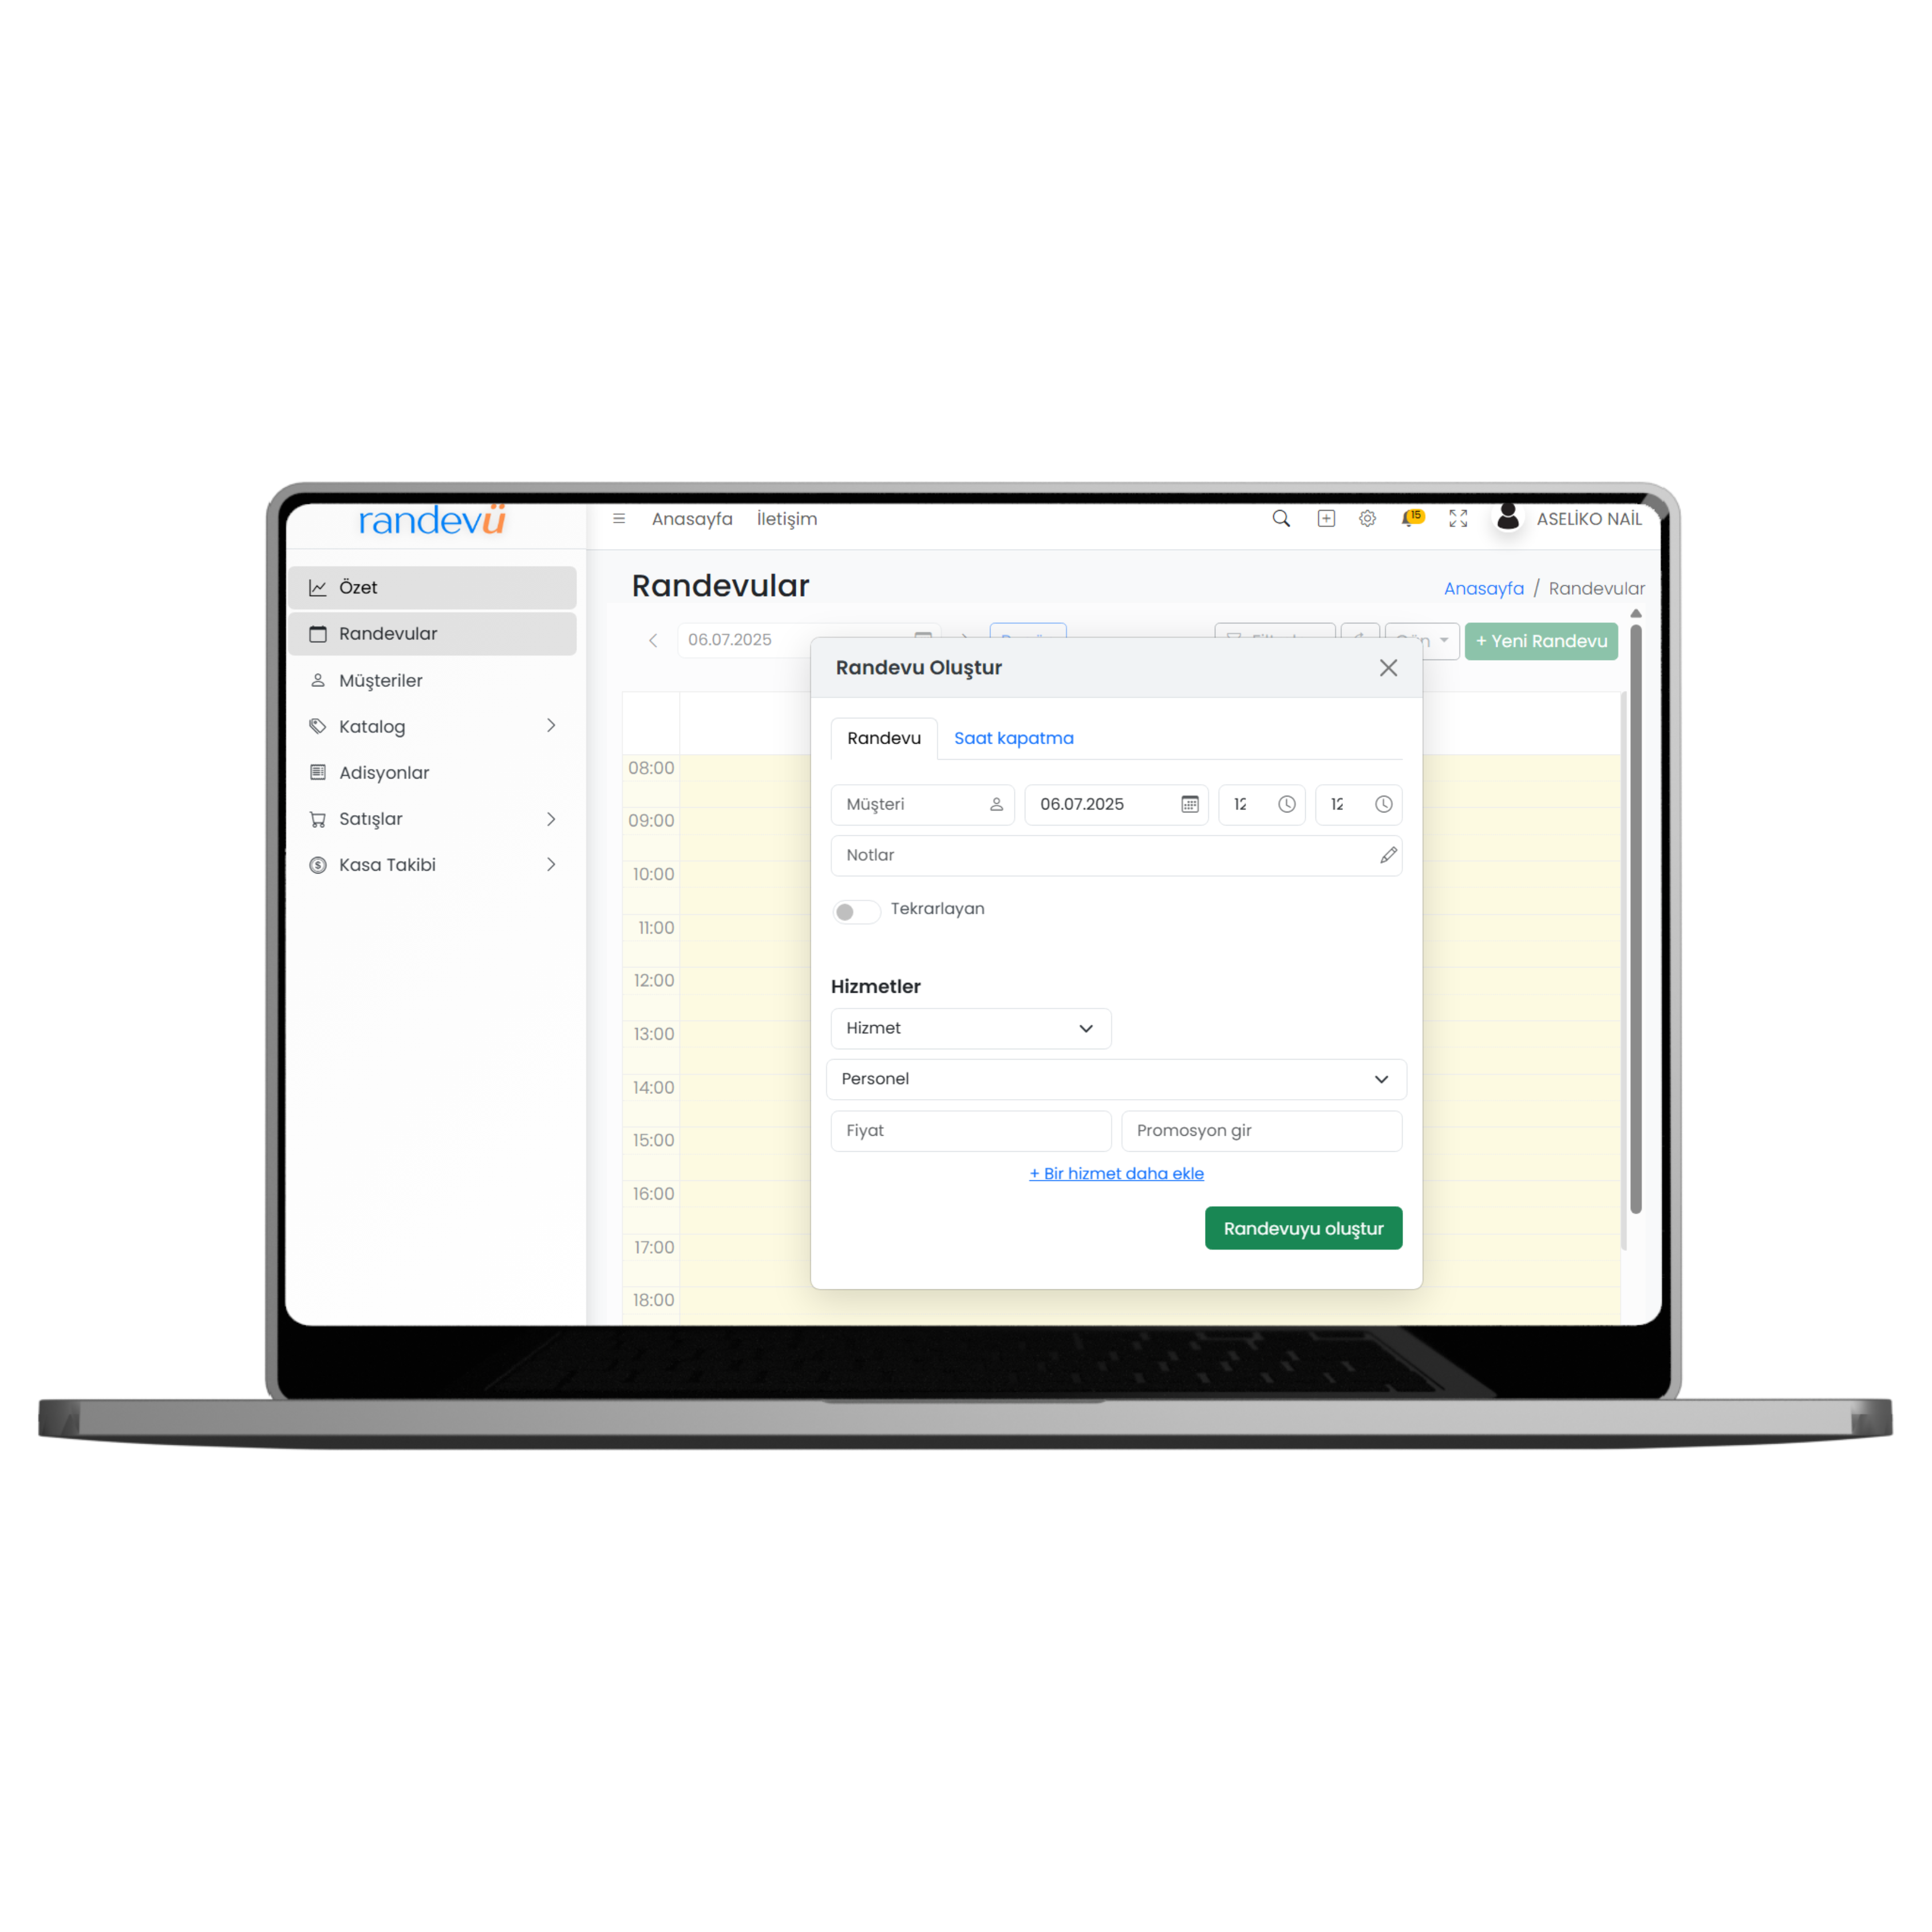 randevü
Anasayfa İletişim 15 ASELİKO NAİL
Özet
Randevular
Müşteriler
Katalog
Adisyonlar
Satışlar
Kasa Takibi
Randevular
Anasayfa / Randevular
06.07.2025
+ Yeni Randevu
08:00
09:00
10:00
11:00
12:00
13:00
14:00
15:00
16:00
17:00
18:00
Randevu Oluştur
Randevu Saat kapatma
Müşteri 06.07.2025 12 12
Notlar
Tekrarlayan
Hizmetler
Hizmet
Personel
Fiyat Promosyon gir
+ Bir hizmet daha ekle
Randevuyu oluştur